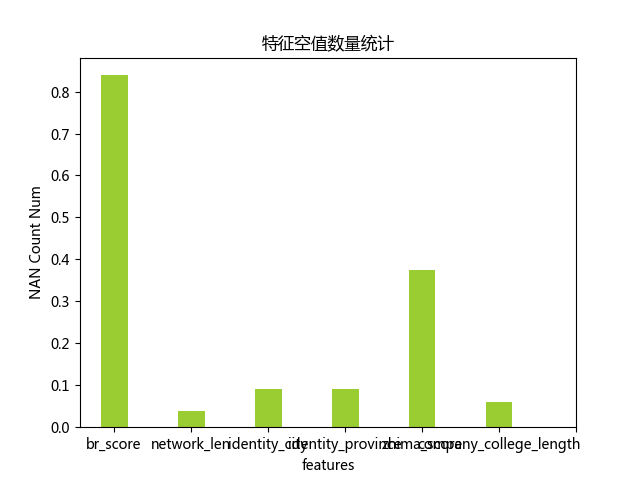 特征空值数量统计
NAN Count Num
0.8
0.7
0.6
0.5
0.4
0.3
0.2
0.1
0.0
br_score
network_len
identity_city
identity_province
zhima_score
company_college_length
features